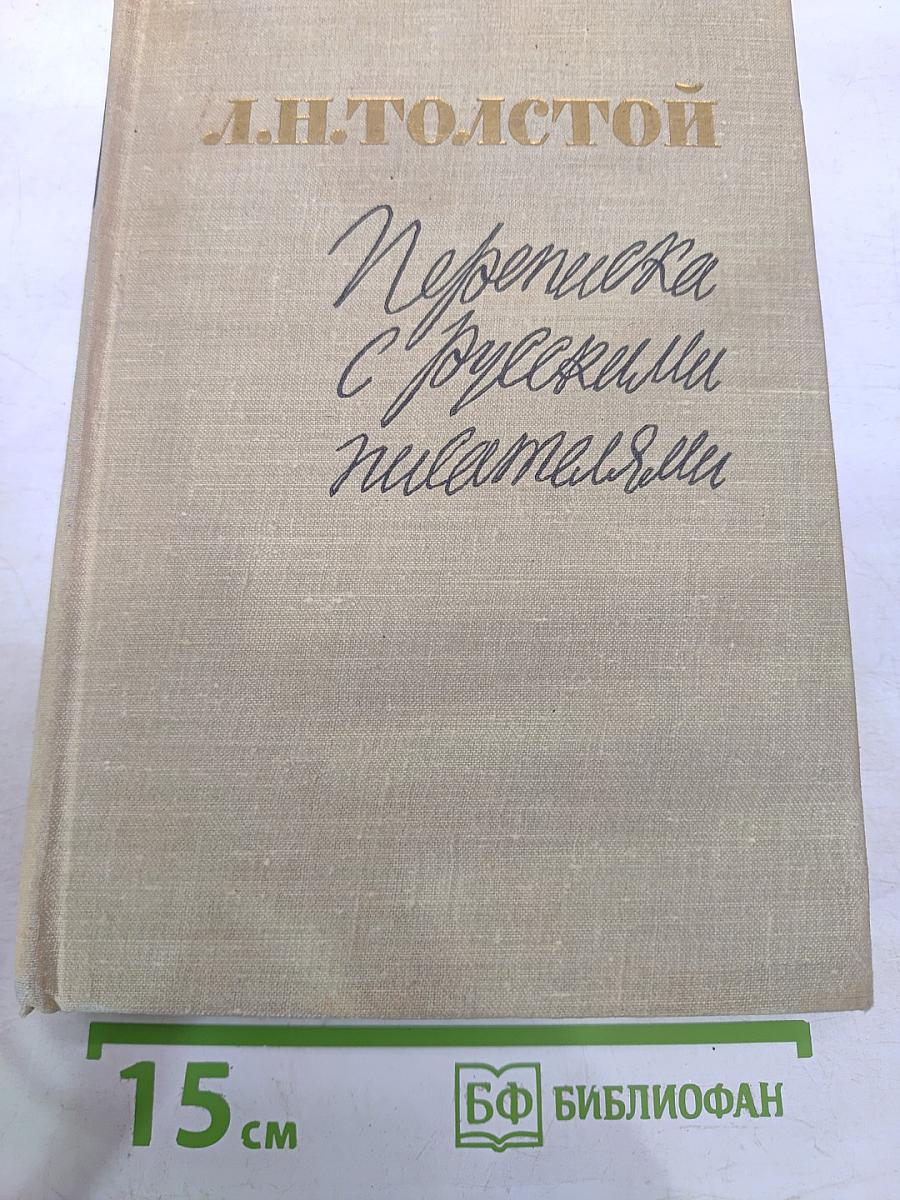 Л.Н.ТОЛСТОЙ
Переписка
с русскими
писателями
15 см
БФ БИБЛИОФАН